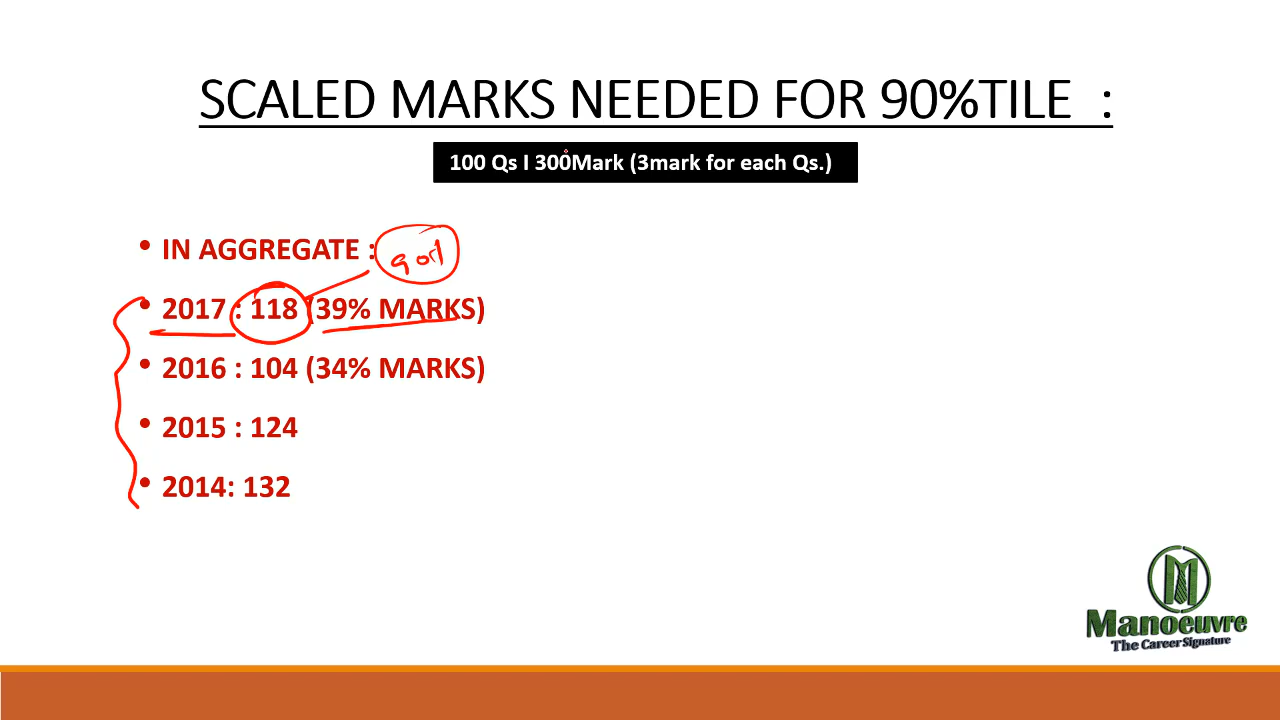 SCALED MARKS NEEDED FOR 90%TILE :
100 Qs I 300Mark (3mark for each Qs.)
• IN AGGREGATE :
• 2017 : 118 (39% MARKS)
• 2016 : 104 (34% MARKS)
• 2015 : 124
• 2014: 132
M
Manoeuvre
The Career Signature